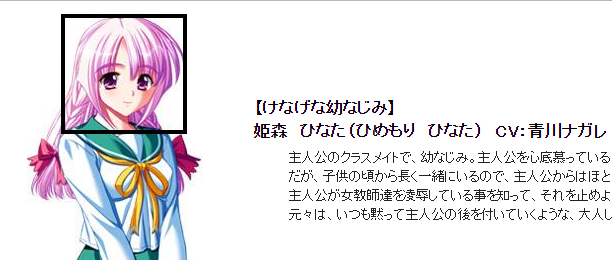 【けなげな幼なじみ】
姫森　ひなた（ひめもり　ひなた）　ＣＶ：青川ナガレ
主人公のクラスメイトで、幼なじみ。主人公を心底慕っている
だが、子供の頃から長く一緒にいるので、主人公からはほと
主人公が女教師達を凌辱している事を知って、それを止めよ
元々は、いつも黙って主人公の後を付いていくような、大人し